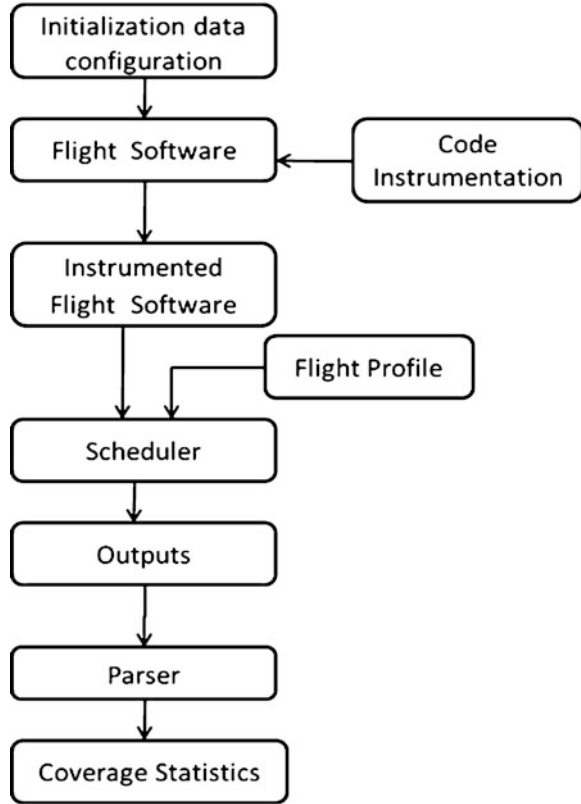 Initialization data
configuration
Flight Software
Code
Instrumentation
Instrumented
Flight Software
Flight Profile
Scheduler
Outputs
Parser
Coverage Statistics